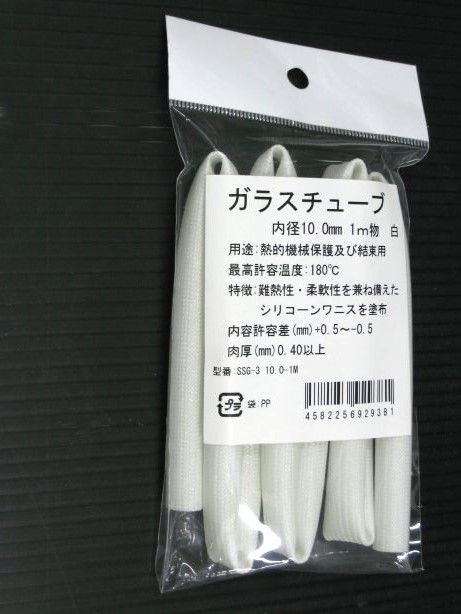 ガラスチューブ
内径10.0mm 1m物 白
用途:熱的機械保護及び結束用
最高許容温度:180℃
特徴:難熱性・柔軟性を兼ね備えた
シリコーンワニスを塗布
内容許容差(mm)+0.5～-0.5
肉厚(mm)0.40以上
型番:SSG-3 10.0-1M
プラ 袋:PP
4582256929381